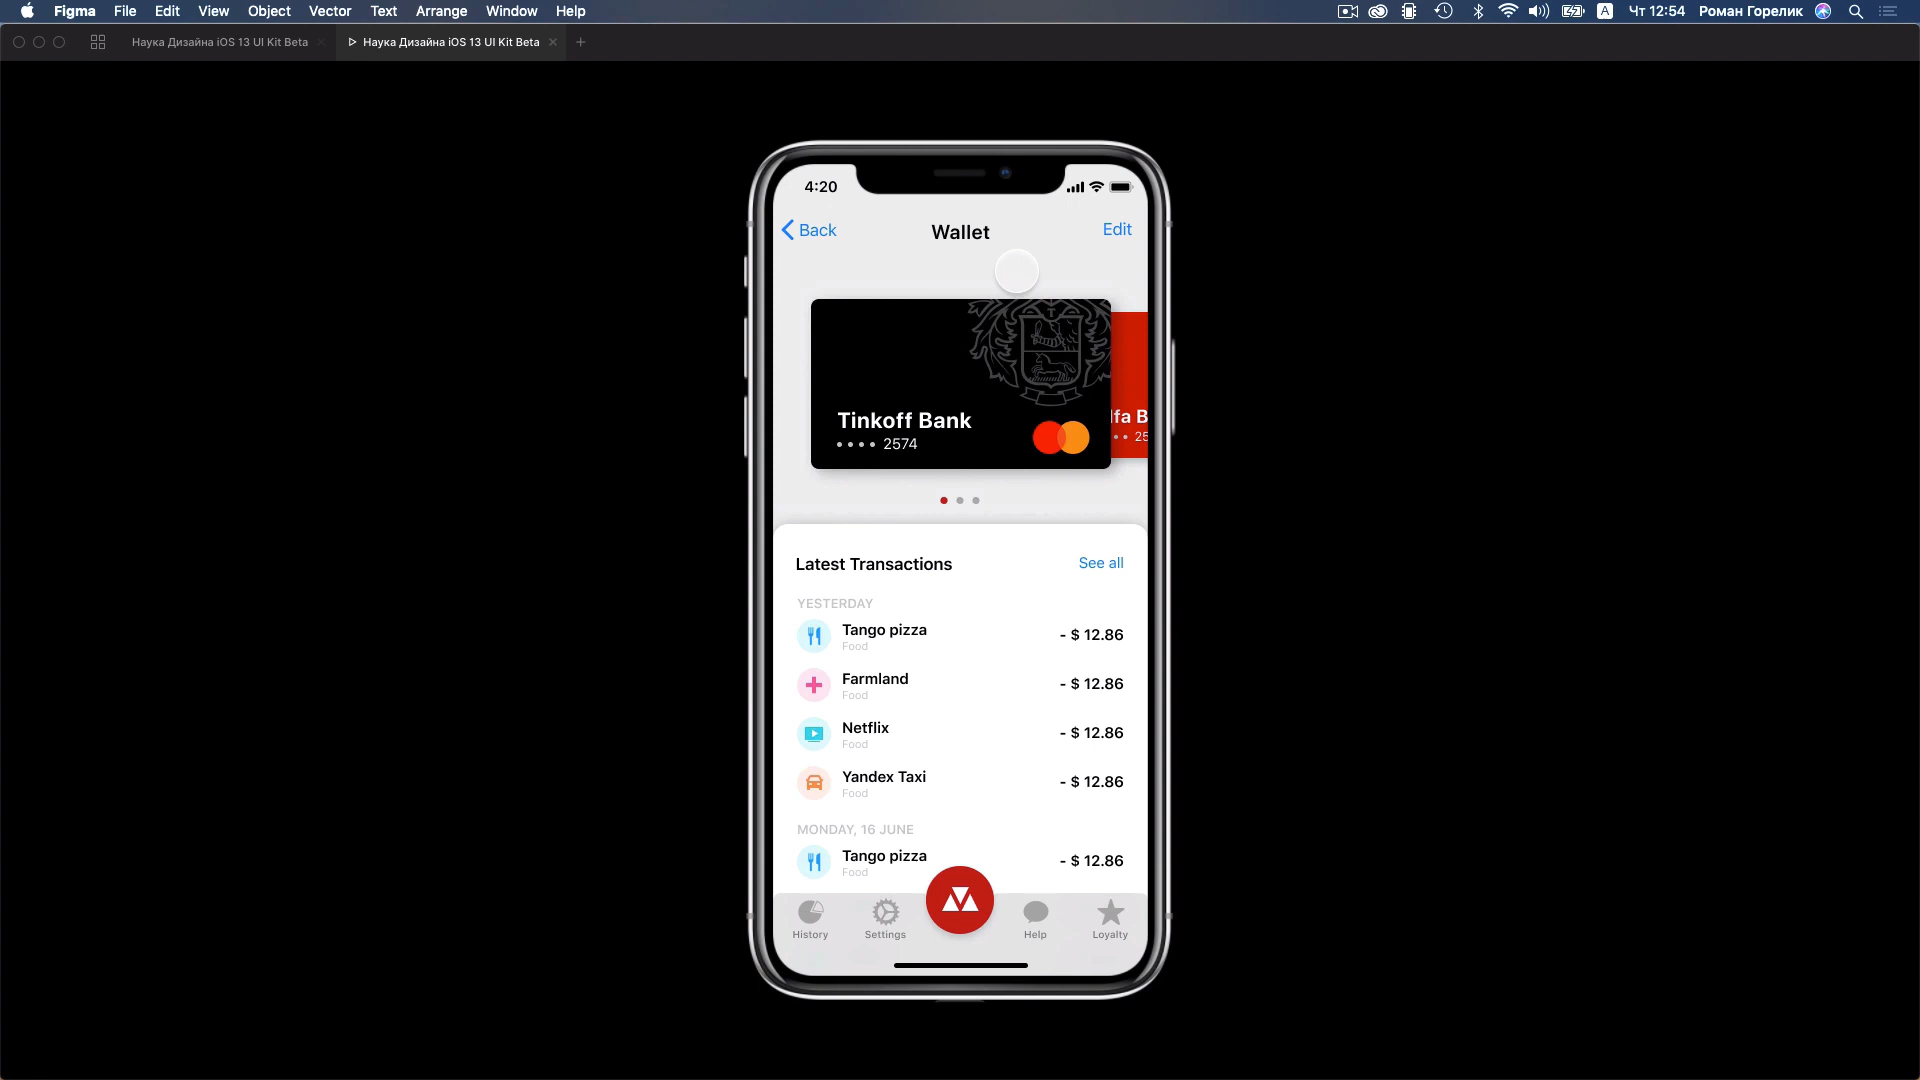 Figma File Edit View Object Vector Text Arrange Window Help A Чт 12:54 Роман Горелик
Наука Дизайна iOS 13 UI Kit Beta Наука Дизайна iOS 13 UI Kit Beta
4:20
Back Wallet Edit
Tinkoff Bank
•••• 2574
lfa B
•• 25
Latest Transactions See all
YESTERDAY
Tango pizza - $ 12.86
Food
Farmland - $ 12.86
Food
Netflix - $ 12.86
Food
Yandex Taxi - $ 12.86
Food
MONDAY, 16 JUNE
Tango pizza - $ 12.86
Food
History Settings Help Loyalty